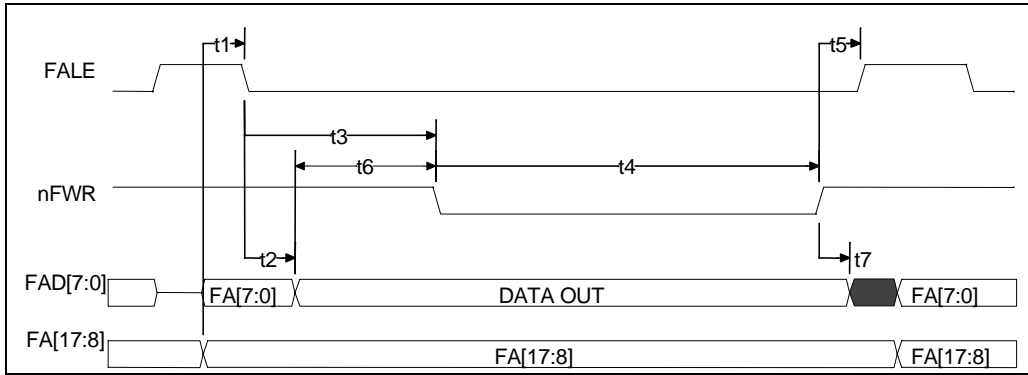 t1 t5
FALE
t3
t6 t4
nFWR
t2 t7
FAD[7:0] FA[7:0] DATA OUT FA[7:0]
FA[17:8] FA[17:8] FA[17:8]